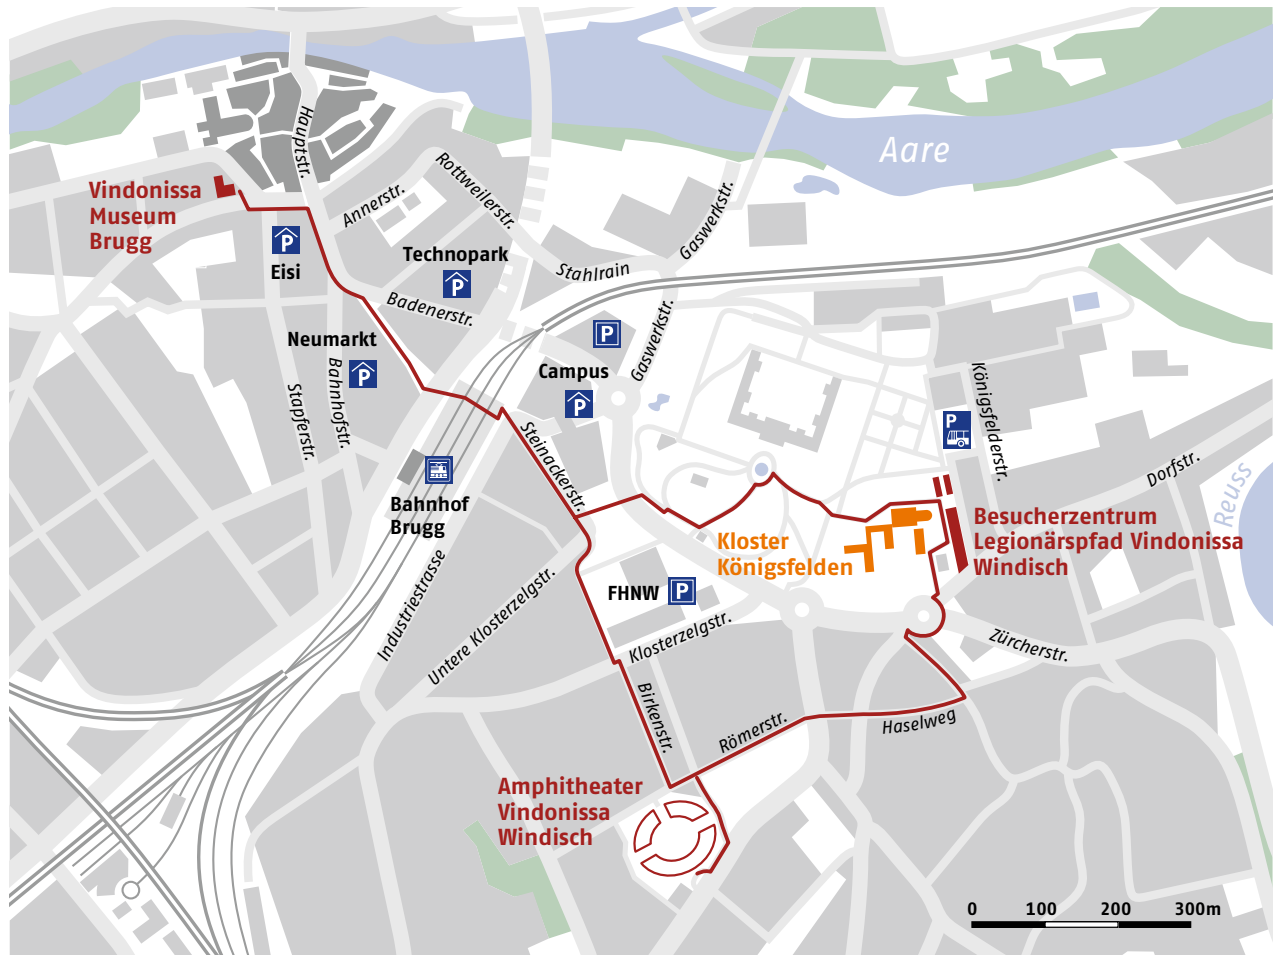 Hauptstr.
Aare
Vindonissa
Museum
Brugg
Annerstr.
Rottweilerstr.
Gaswerkstr.
P
Eisi
Technopark
P
Stahlrain
Badenerstr.
Neumarkt
P
Bahnhofstr.
Stapferstr.
P
Campus
P
Gaswerkstr.
Königsfelderstr.
P
Dorfstr.
Reuss
Steinackerstr.
Bahnhof
Brugg
Besucherzentrum
Legionärspfad Vindonissa
Windisch
Kloster
Königsfelden
Industriestrasse
Untere Klosterzelgstr.
FHNW
P
Klosterzelgstr.
Zürcherstr.
Birkenstr.
Römerstr.
Haselweg
Amphitheater
Vindonissa
Windisch
0 100 200 300m